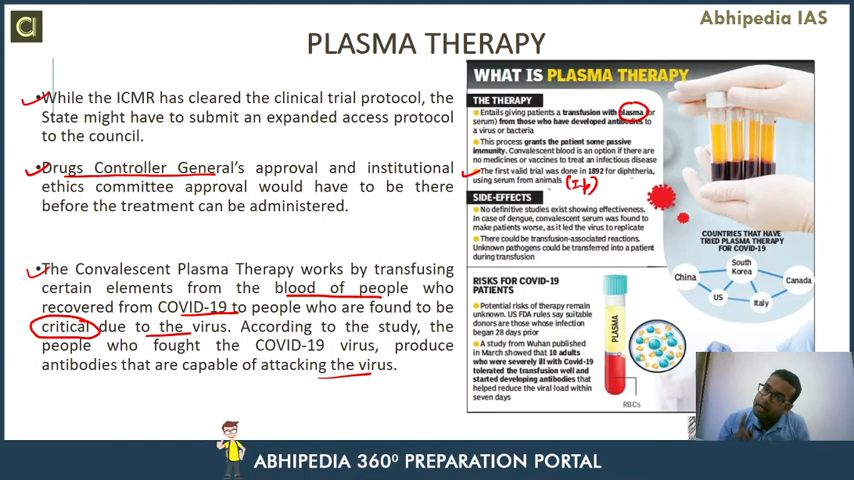 Abhipedia IAS
PLASMA THERAPY
•While the ICMR has cleared the clinical trial protocol, the
State might have to submit an expanded access protocol
to the council.
•Drugs Controller General's approval and institutional
ethics committee approval would have to be there
before the treatment can be administered.
•The Convalescent Plasma Therapy works by transfusing
certain elements from the blood of people who
recovered from COVID-19 to people who are found to be
critical due to the virus. According to the study, the
people who fought the COVID-19 virus, produce
antibodies that are capable of attacking the virus.
WHAT IS PLASMA THERAPY
THE THERAPY
Entails giving patients a transfusion with plasma (or
serum) from those who have developed antibodies to
a virus or bacteria
This process grants the patient some passive
immunity. Convalescent blood is an option if there are
no medicines or vaccines to treat an infectious disease
The first valid trial was done in 1892 for diphtheria,
using serum from animals
SIDE-EFFECTS
No definitive studies exist showing effectiveness.
In case of dengue, convalescent serum was found to
make patients worse, as it led the virus to replicate
There could be transfusion-associated reactions.
Unknown pathogens could be transferred into a patient
during transfusion
COUNTRIES THAT HAVE
TRIED PLASMA THERAPY
FOR COVID-19
China
South
Korea
Canada
US
Italy
RISKS FOR COVID-19
PATIENTS
Potential risks of therapy remain
unknown. US FDA rules say suitable
donors are those whose infection
began 28 days prior
A study from Wuhan published
in March showed that 10 adults
who were severely ill with Covid-19
tolerated the transfusion well and
started developing antibodies that
helped reduce the viral load within
seven days
PLASMA
RBCs
ABHIPEDIA 360⁰ PREPARATION PORTAL